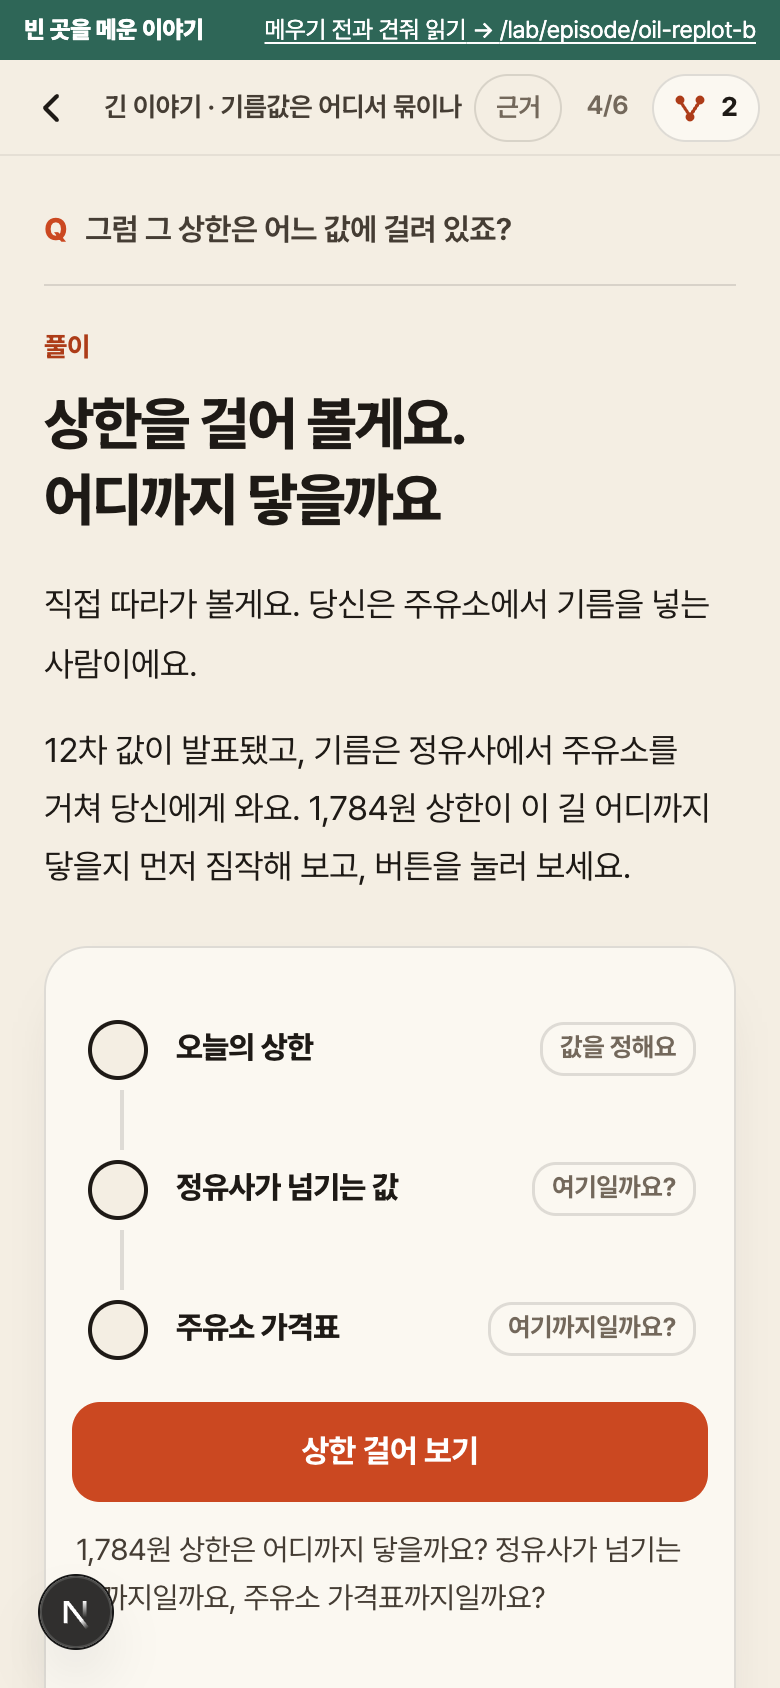 빈 곳을 메운 이야기
메우기 전과 견줘 읽기 → /lab/episode/oil-replot-b
긴 이야기 · 기름값은 어디서 묶이나
근거
4/6
2
Q 그럼 그 상한은 어느 값에 걸려 있죠?
풀이
상한을 걸어 볼게요.
어디까지 닿을까요
직접 따라가 볼게요. 당신은 주유소에서 기름을 넣는
사람이에요.
12차 값이 발표됐고, 기름은 정유사에서 주유소를
거쳐 당신에게 와요. 1,784원 상한이 이 길 어디까지
닿을지 먼저 짐작해 보고, 버튼을 눌러 보세요.
오늘의 상한
값을 정해요
정유사가 넘기는 값
여기일까요?
주유소 가격표
여기까지일까요?
상한 걸어 보기
1,784원 상한은 어디까지 닿을까요? 정유사가 넘기는
까지일까요, 주유소 가격표까지일까요?
N